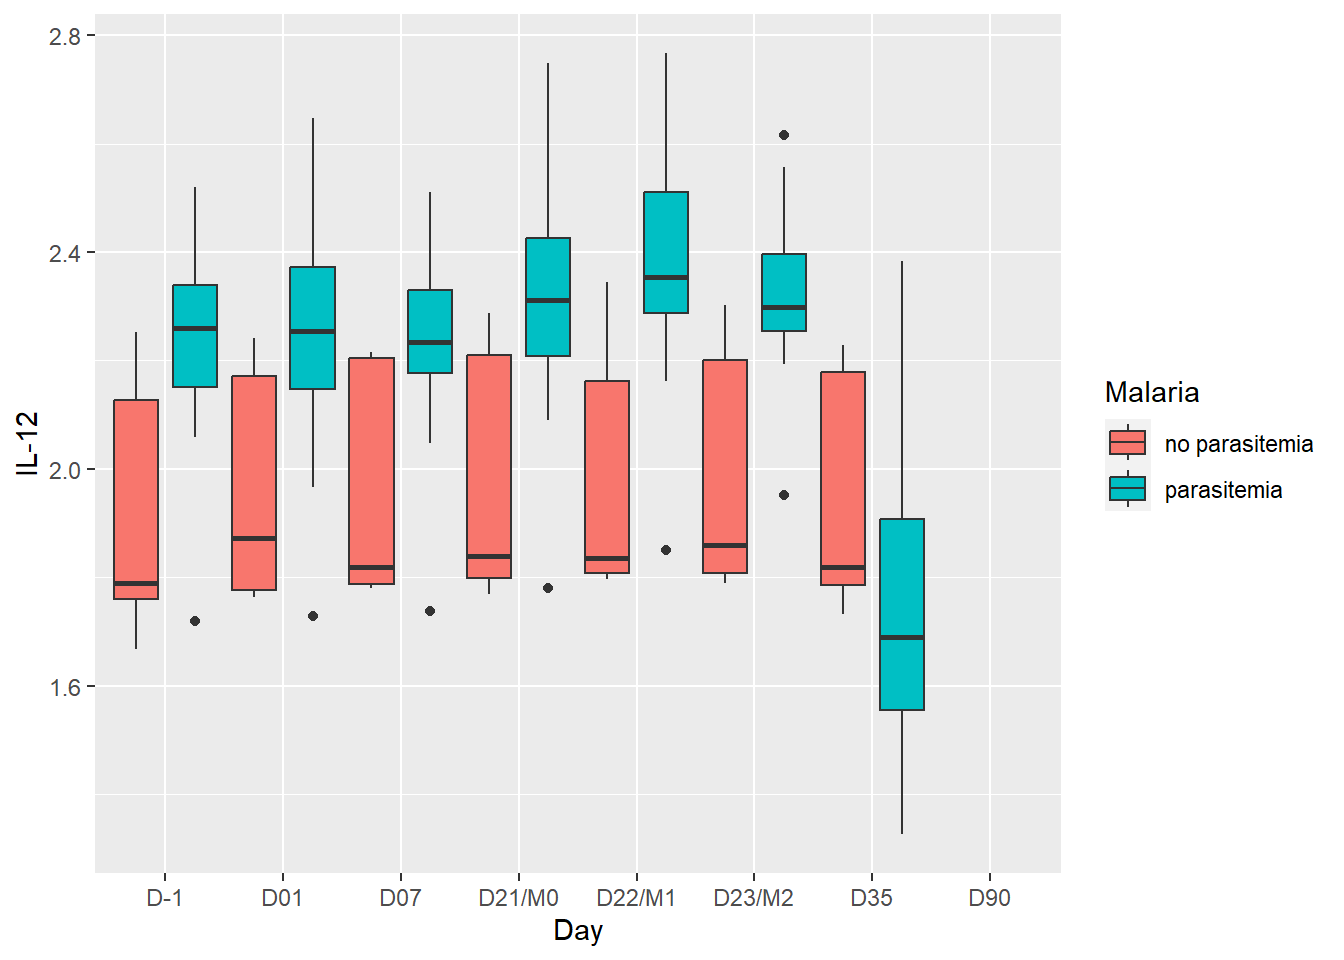 2.8
2.4
2.0
1.6
IL-12
D-1 D01 D07 D21/M0 D22/M1 D23/M2 D35 D90
Day
Malaria
no parasitemia
parasitemia